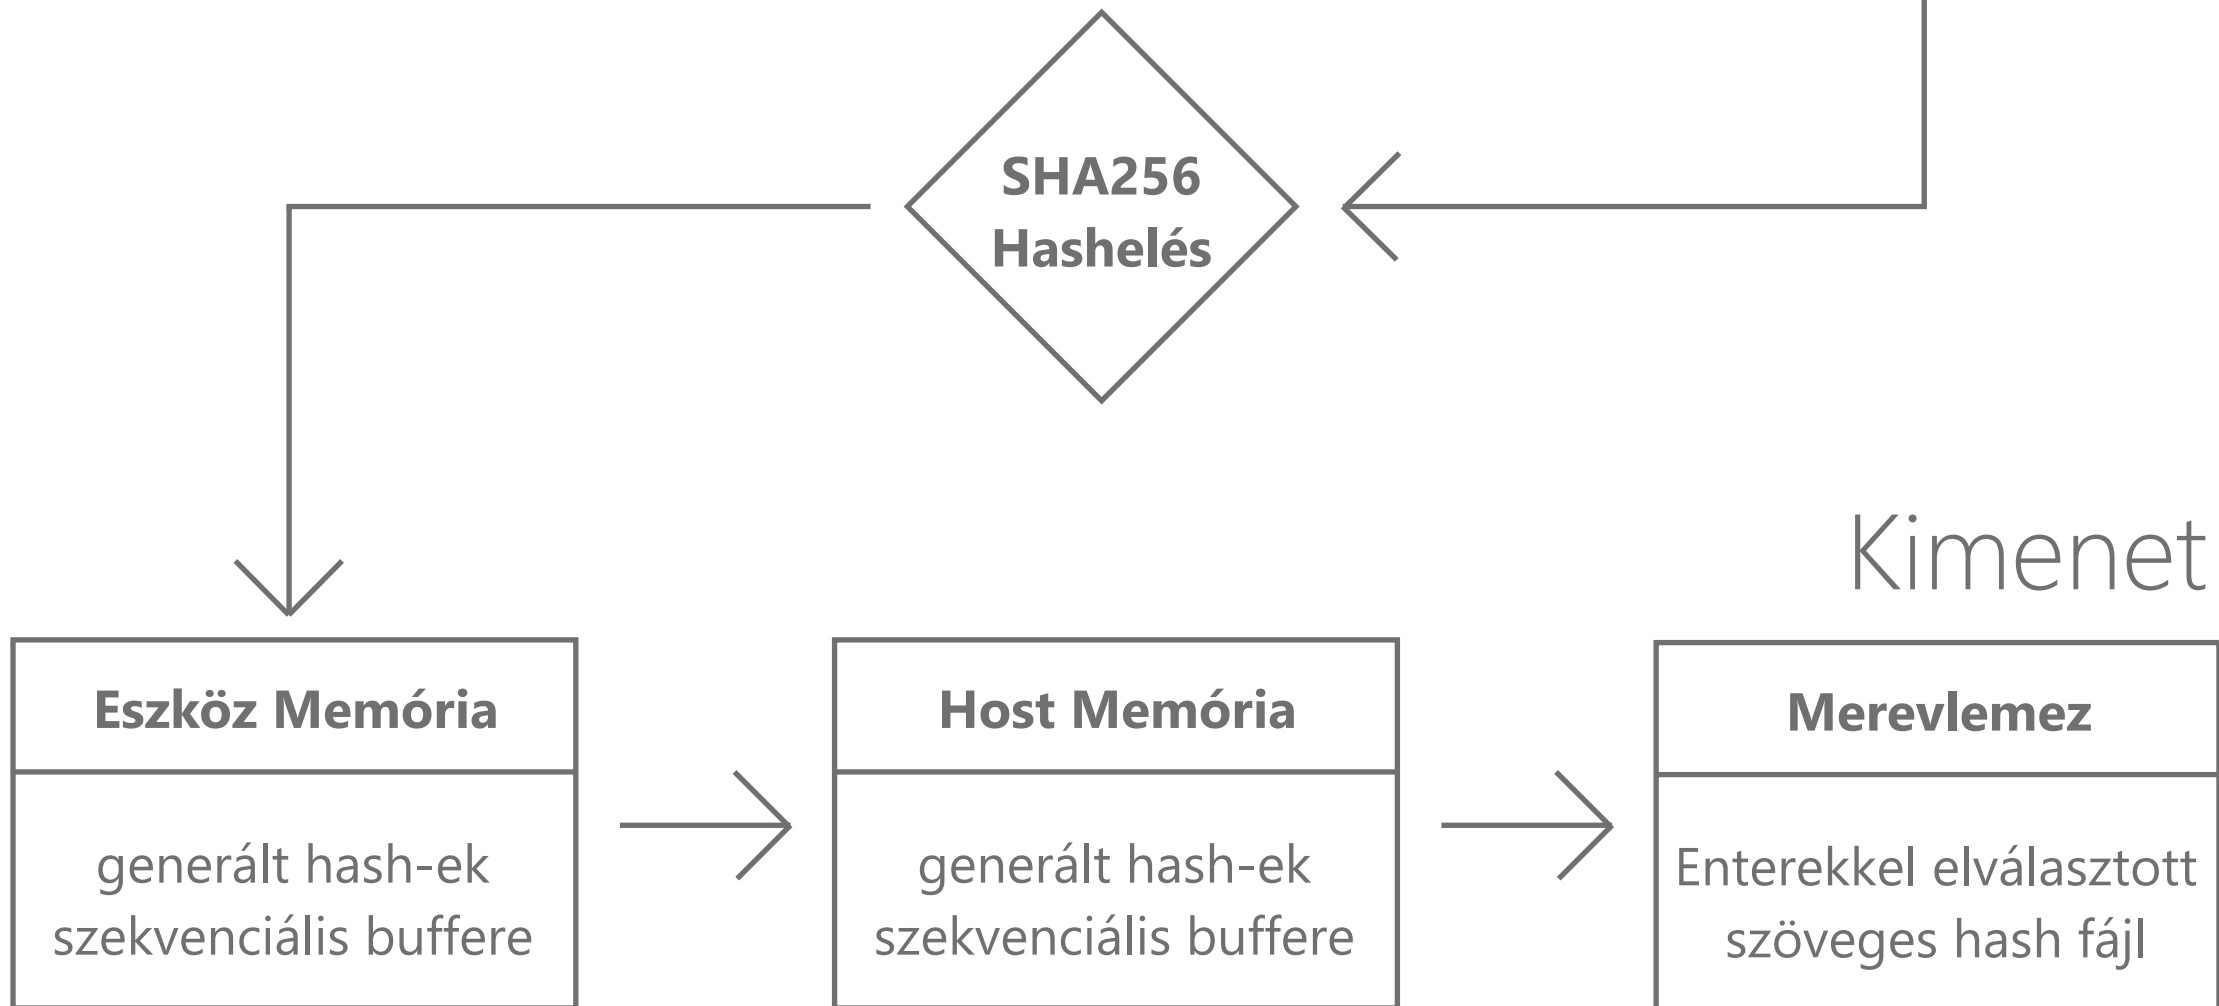 SHA256
Hashelés
Kimenet
Eszköz Memória
generált hash-ek
szekvenciális buffere
Host Memória
generált hash-ek
szekvenciális buffere
Merevlemez
Enterekkel elválasztott
szöveges hash fájl